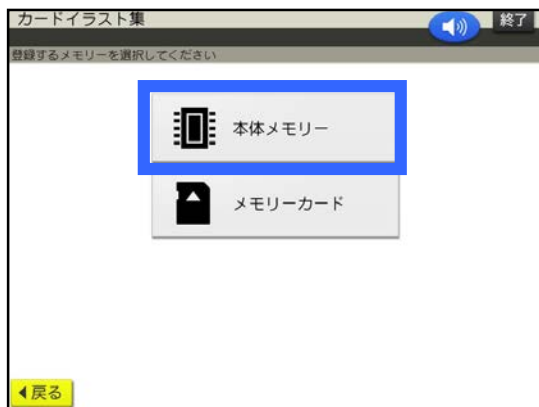 カードイラスト集
終了
登録するメモリーを選択してください
本体メモリー
メモリーカード
戻る